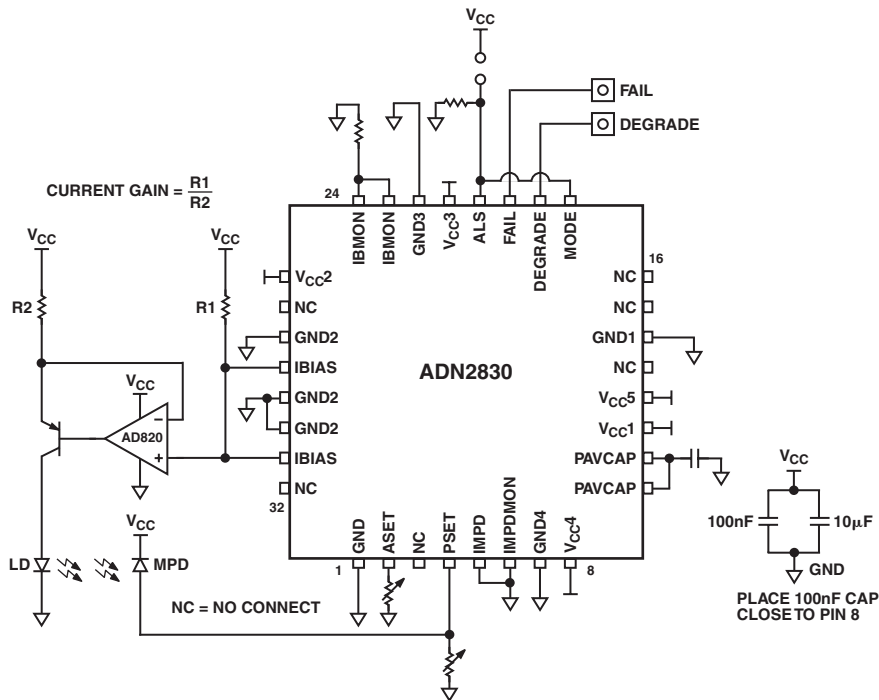 VCC
FAIL
DEGRADE
CURRENT GAIN = R1/R2
24
IBMON
IBMON
GND3
VCC3
ALS
FAIL
DEGRADE
MODE
VCC
VCC
R2
R1
VCC2
NC
GND2
IBIAS
GND2
GND2
IBIAS
NC
32
ADN2830
16
NC
NC
GND1
NC
VCC5
VCC1
PAVCAP
PAVCAP
VCC
AD820
−
+
VCC
LD
MPD
1
GND
ASET
NC
PSET
IMPD
IMPDMON
GND4
VCC4
8
NC = NO CONNECT
VCC
100nF
10µF
GND
PLACE 100nF CAP
CLOSE TO PIN 8